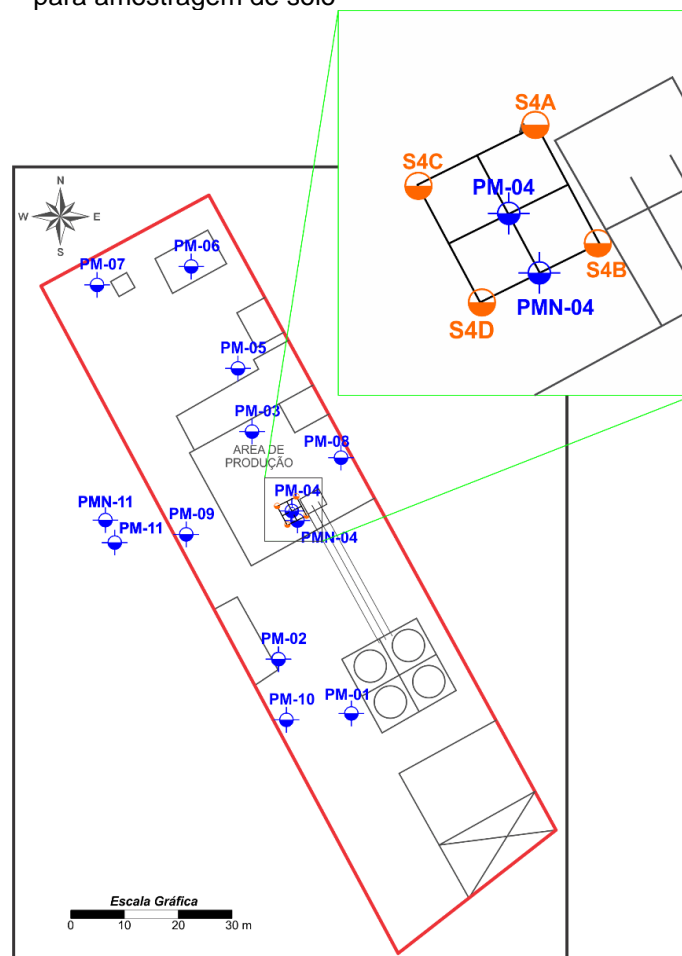 para amostragem de solo
S4A
S4C
PM-04
S4B
S4D
PMN-04
N
W
E
S
PM-07
PM-06
PM-05
PM-03
ÁREA DE
PRODUÇÃO
PM-08
PM-04
PMN-04
PMN-11
PM-11
PM-09
PM-02
PM-10
PM-01
Escala Gráfica
0 10 20 30 m